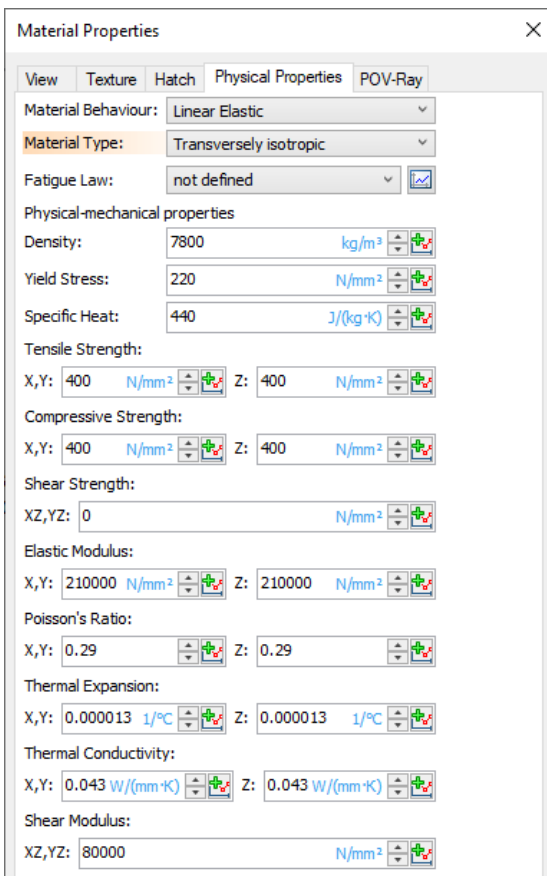 Material Properties
View Texture Hatch Physical Properties POV-Ray
Material Behaviour: Linear Elastic
Material Type: Transversely isotropic
Fatigue Law: not defined
Physical-mechanical properties
Density: 7800 kg/m³
Yield Stress: 220 N/mm²
Specific Heat: 440 J/(kg·K)
Tensile Strength:
X,Y: 400 N/mm² Z: 400 N/mm²
Compressive Strength:
X,Y: 400 N/mm² Z: 400 N/mm²
Shear Strength:
XZ,YZ: 0 N/mm²
Elastic Modulus:
X,Y: 210000 N/mm² Z: 210000 N/mm²
Poisson's Ratio:
X,Y: 0.29 Z: 0.29
Thermal Expansion:
X,Y: 0.000013 1/°C Z: 0.000013 1/°C
Thermal Conductivity:
X,Y: 0.043 W/(mm·K) Z: 0.043 W/(mm·K)
Shear Modulus:
XZ,YZ: 80000 N/mm²